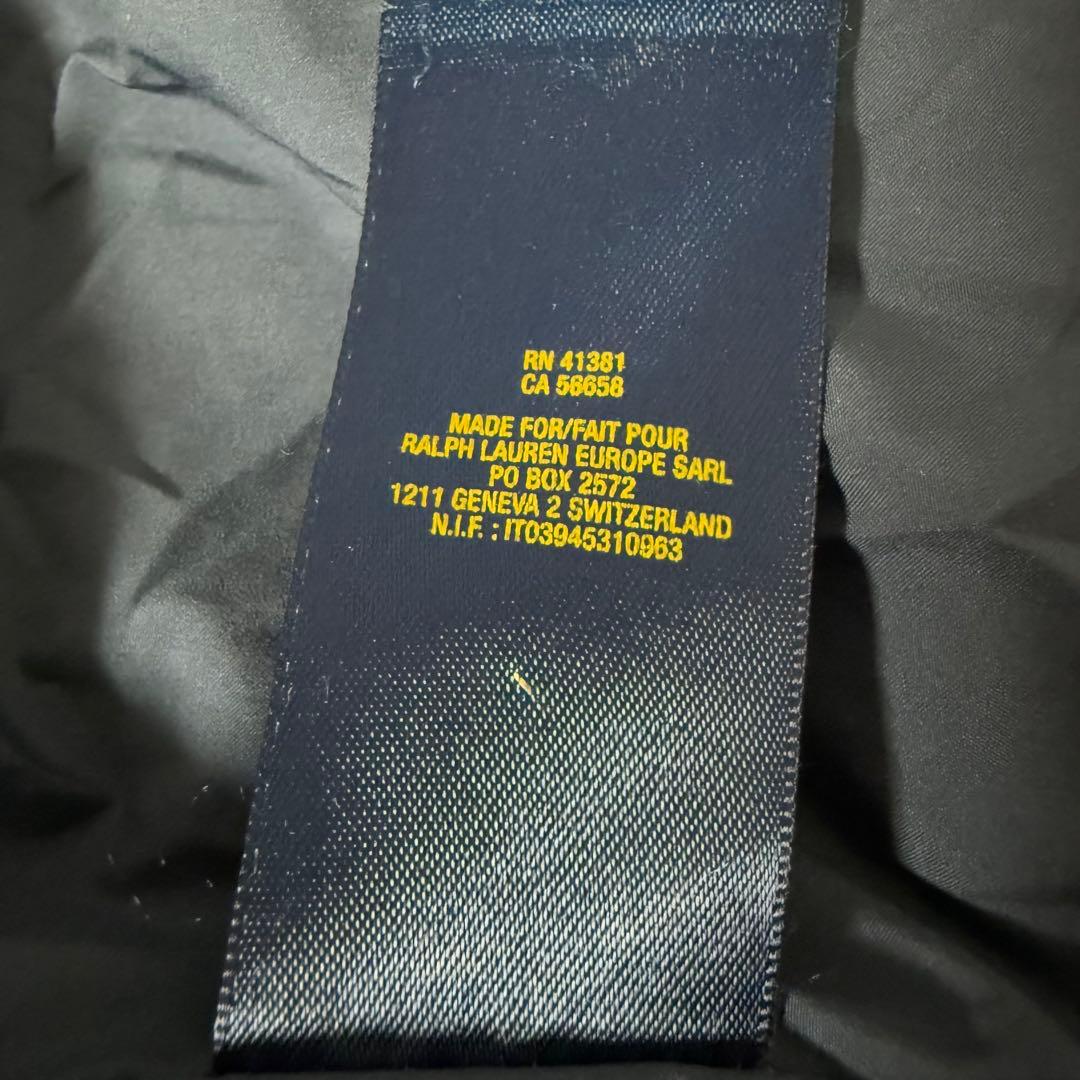 RN 41381
CA 56658
MADE FOR/FAIT POUR
RALPH LAUREN EUROPE SARL
PO BOX 2572
1211 GENEVA 2 SWITZERLAND
N.I.F. : IT03945310963